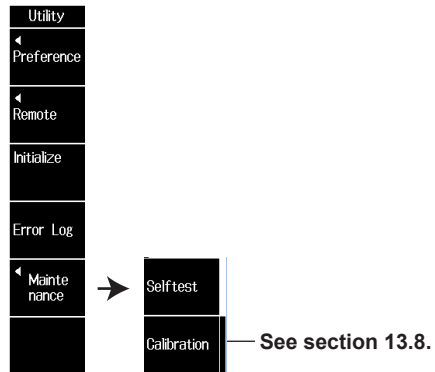 Utility
Preference
Remote
Initialize
Error Log
Mainte
nance
Selftest
Calibration
See section 13.8.